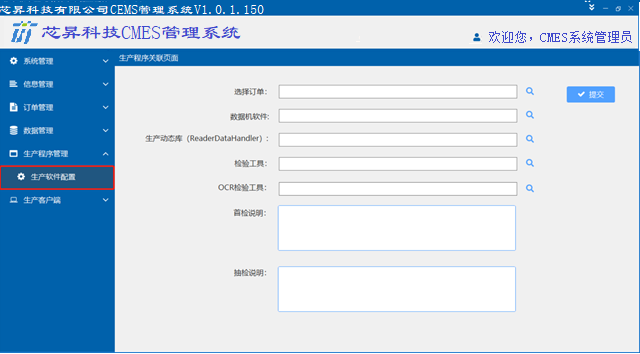 芯昇科技有限公司CEMS管理系统V1.0.1.150
芯昇科技CMES管理系统
欢迎您，CMES系统管理员
系统管理
信息管理
订单管理
数据管理
生产程序管理
生产软件配置
生产客户端
生产程序关联页面
选择订单：
提交
数据机软件:
生产动态库（ReaderDataHandler）：
检验工具：
OCR检验工具：
首检说明：
抽检说明：